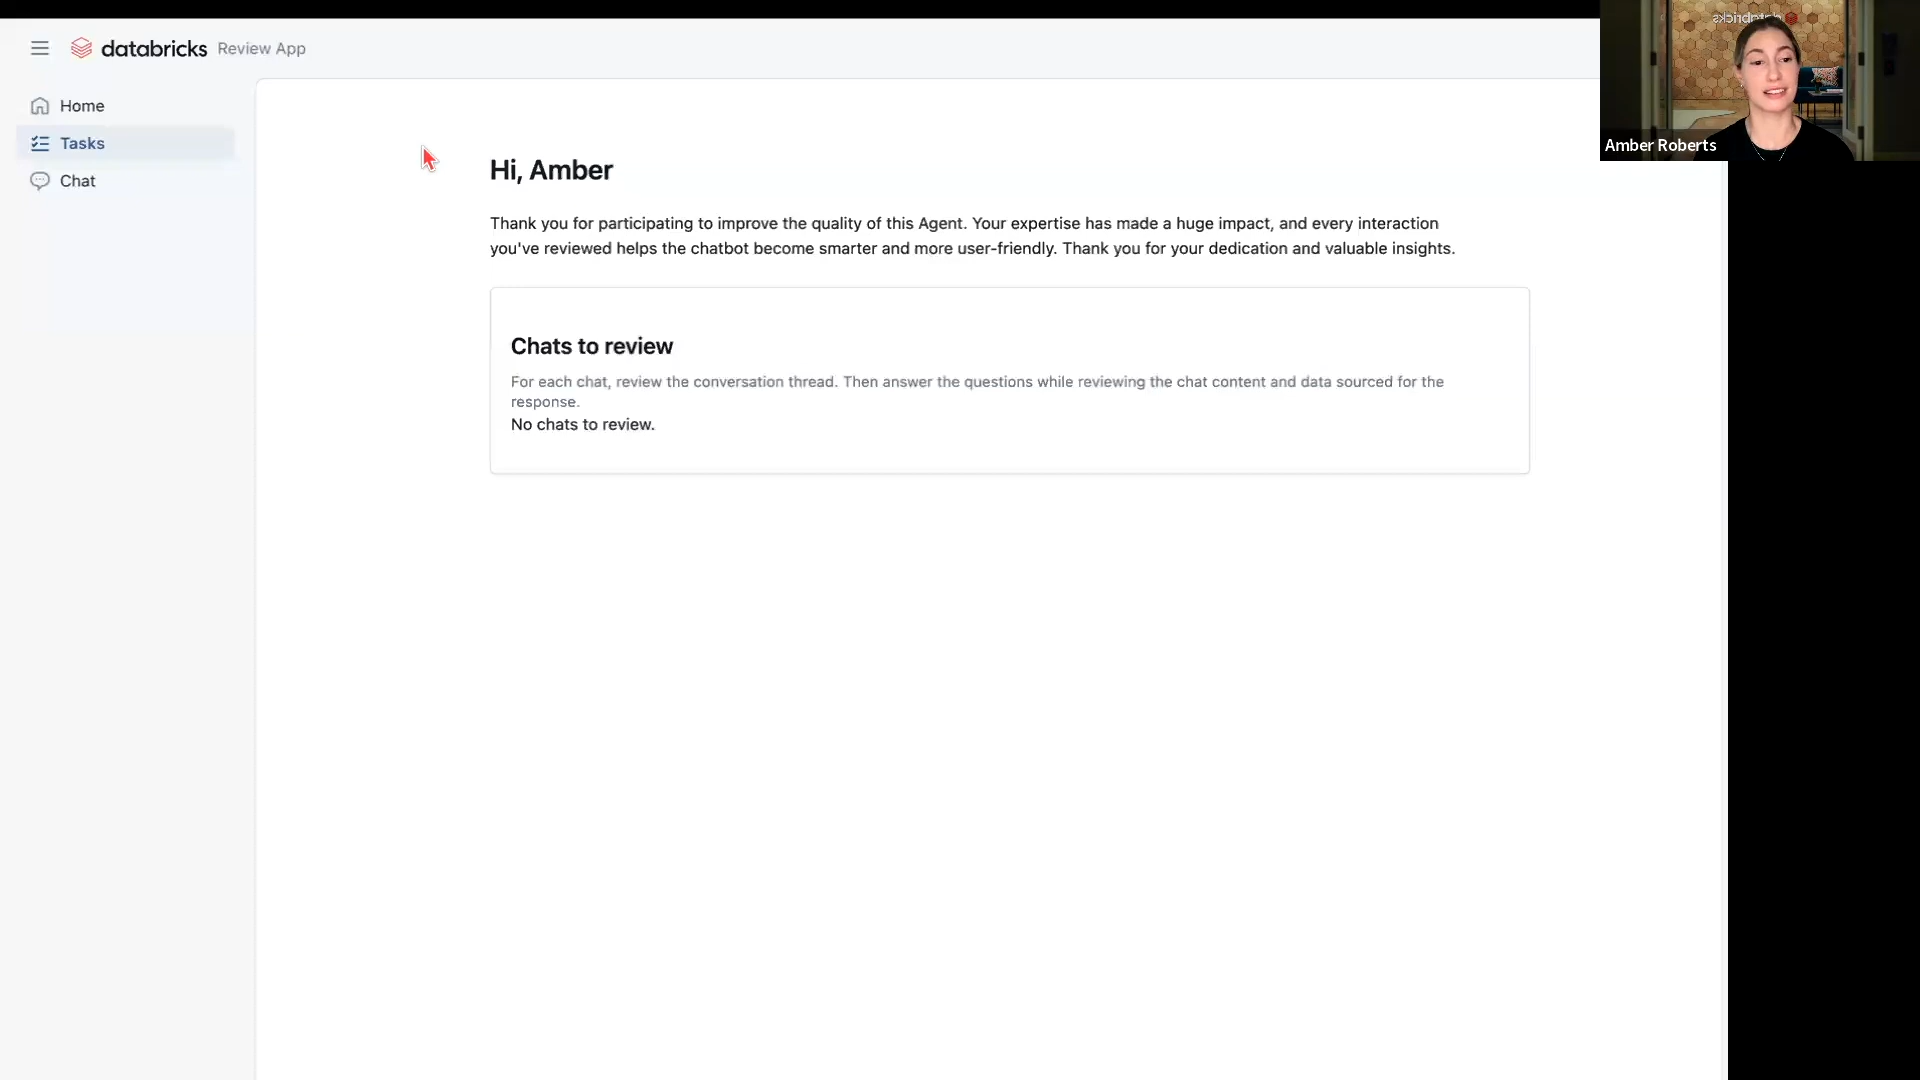 databricks Review App
databricks
Amber Roberts
Home
Tasks
Chat
Hi, Amber
Thank you for participating to improve the quality of this Agent. Your expertise has made a huge impact, and every interaction
you've reviewed helps the chatbot become smarter and more user-friendly. Thank you for your dedication and valuable insights.
Chats to review
For each chat, review the conversation thread. Then answer the questions while reviewing the chat content and data sourced for the
response.
No chats to review.